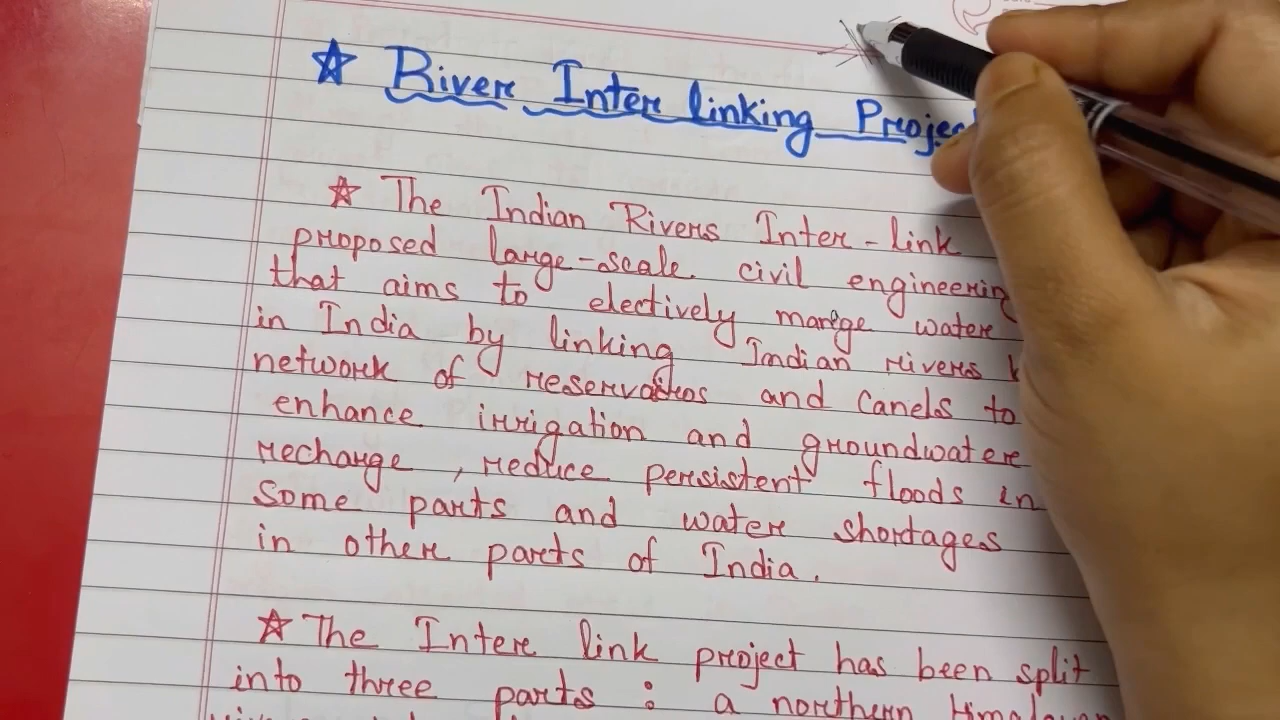 ☆ River Inter linking Projec
☆ The Indian Rivers Inter-link
proposed large-scale civil engineering
that aims to electively manage water
in India by linking Indian rivers
network of reservoiros and Canels to
enhance irrigation and groundwater
recharge, reduce persistent floods in
some parts and water shortages
in other parts of India.
☆ The Inter link project has been split
into three parts : a northern Himalayan